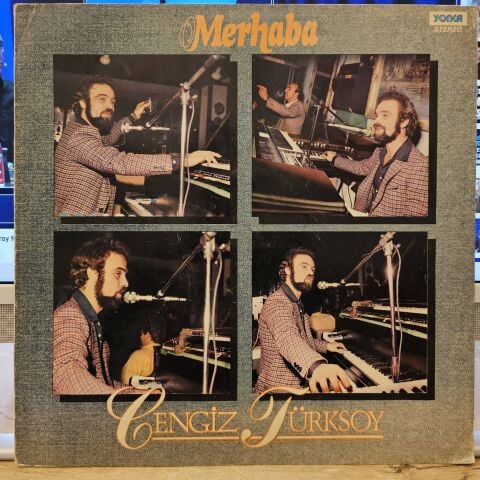 Merhaba
YONCA
STEREO
CENGİZ TÜRKSOY